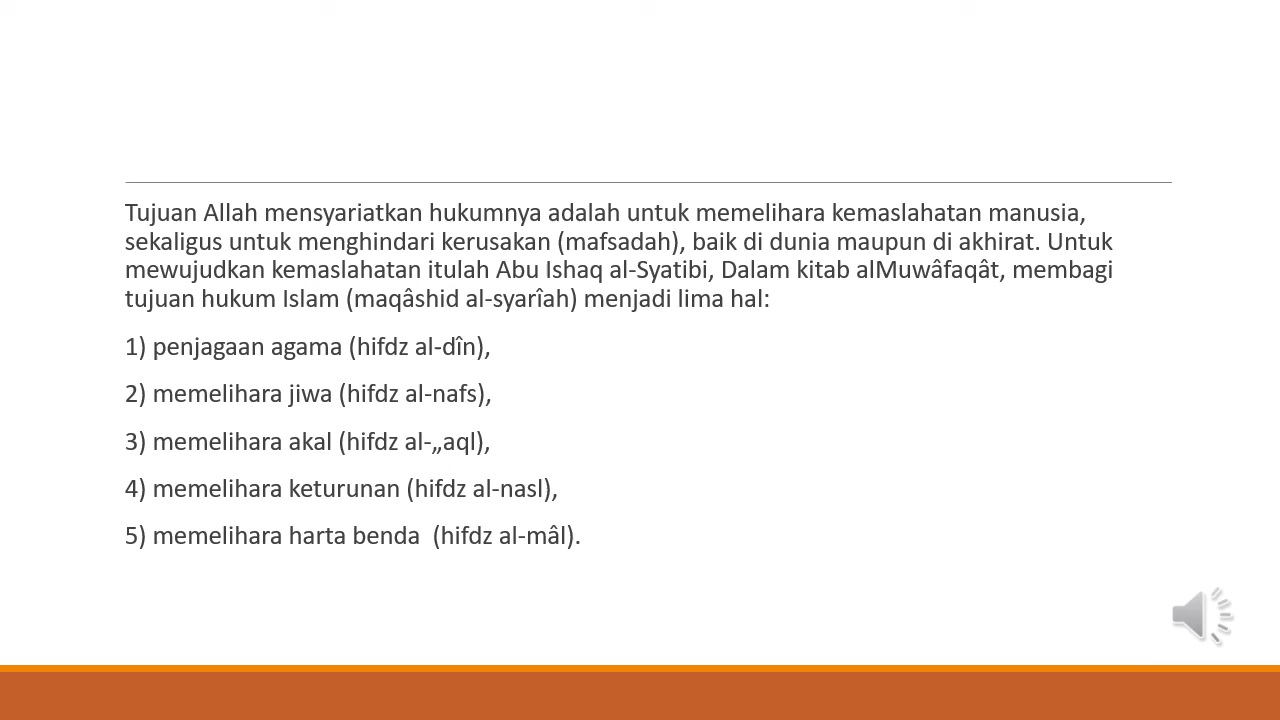 Tujuan Allah mensyariatkan hukumnya adalah untuk memelihara kemaslahatan manusia,
sekaligus untuk menghindari kerusakan (mafsadah), baik di dunia maupun di akhirat. Untuk
mewujudkan kemaslahatan itulah Abu Ishaq al-Syatibi, Dalam kitab alMuwâfaqât, membagi
tujuan hukum Islam (maqâshid al-syarîah) menjadi lima hal:
1) penjagaan agama (hifdz al-dîn),
2) memelihara jiwa (hifdz al-nafs),
3) memelihara akal (hifdz al-„aql),
4) memelihara keturunan (hifdz al-nasl),
5) memelihara harta benda  (hifdz al-mâl).